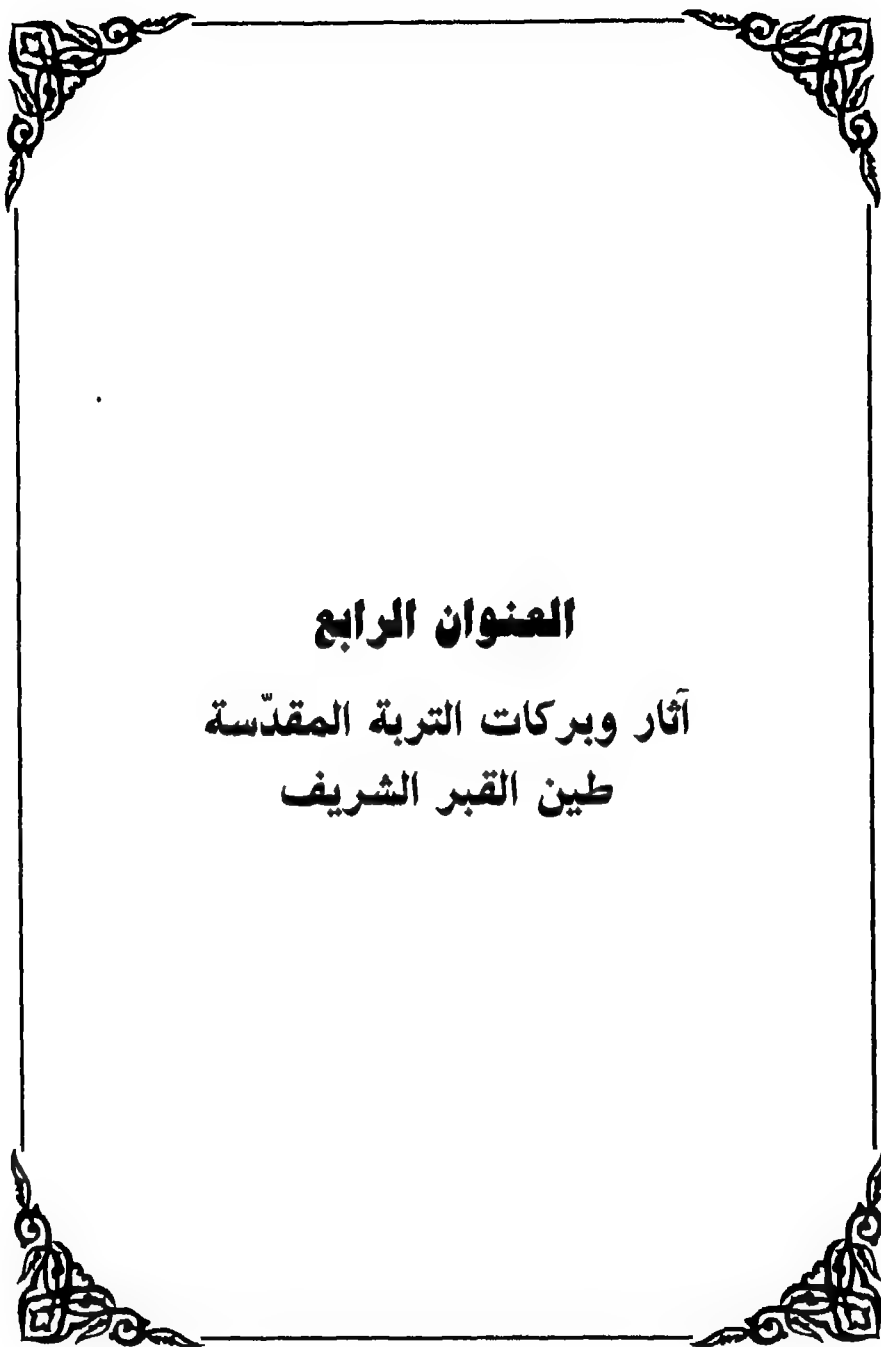 العنوان الرابع
آثار وبركات التربة المقدّسة
طين القبر الشريف